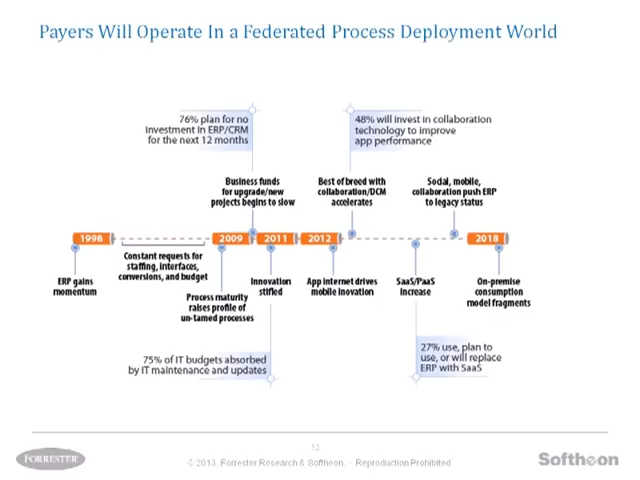 Payers Will Operate In a Federated Process Deployment World
76% plan for no
Investment in ERP/CRM
for the next 12 months
48% will invest in collaboration
technology to improve
app performance
Business funds
for upgrade/new
projects begins to slow
Best of breed with
collaboration/DCM
accelerates
Social, mobile,
collaboration push ERP
to legacy status
1998
2009
2011
2012
2018
ERP gains
momentum
Constant requests for
staffing, interfaces,
conversions, and budget
Process maturity
raises profile of
un-tamed processes
Innovation
stifled
App internet drives
mobile inovation
SaaS/PaaS
increase
On-premise
consumption
model fragments
75% of IT budgets absorbed
by IT maintenance and updates
27% use, plan to
use, or will replace
ERP with SaaS
12
FORRESTER
© 2013, Forrester Research & Softheon, - Reproduction Prohibited
Softheon